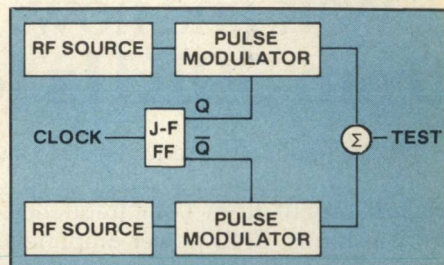 RF SOURCE
PULSE
MODULATOR
Q
CLOCK
J-F
FF
Q̅
Σ
TEST
RF SOURCE
PULSE
MODULATOR